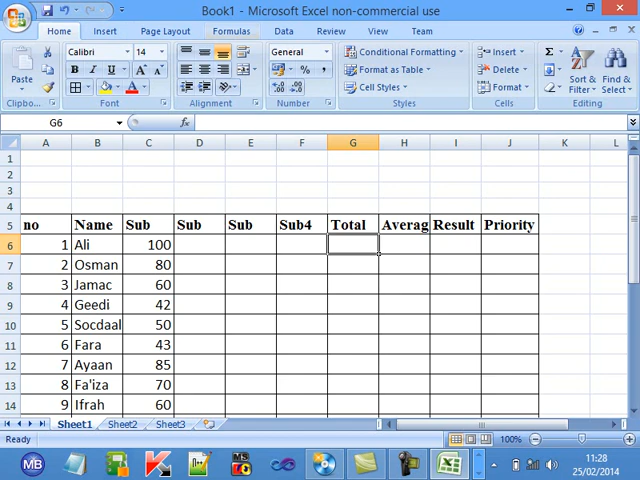 Book1 - Microsoft Excel non-commercial use
Home Insert Page Layout Formulas Data Review View Team
Paste
Calibri 14
General
Conditional Formatting
Format as Table
Cell Styles
Insert
Delete
Format
Sort & Filter
Find & Select
Clipboa... Font Alignment Number Styles Cells Editing
G6 fx
A B C D E F G H I J K L
1
2
3
4
5 no Name Sub Sub Sub Sub4 Total Averag Result Priority
6 1 Ali 100
7 2 Osman 80
8 3 Jamac 60
9 4 Geedi 42
10 5 Socdaal 50
11 6 Fara 43
12 7 Ayaan 85
13 8 Fa'iza 70
14 9 Ifrah 60
Sheet1 Sheet2 Sheet3
Ready 100%
11:28
25/02/2014